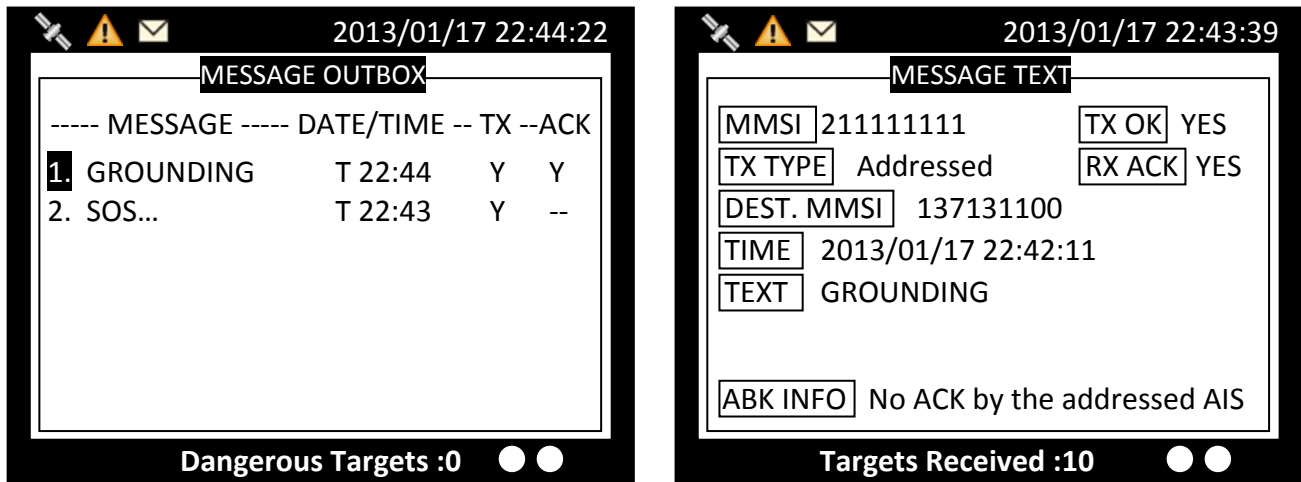 2013/01/17 22:44:22
MESSAGE OUTBOX
----- MESSAGE ----- DATE/TIME -- TX --ACK
1. GROUNDING T 22:44 Y Y
2. SOS... T 22:43 Y --
Dangerous Targets :0
2013/01/17 22:43:39
MESSAGE TEXT
MMSI 211111111 TX OK YES
TX TYPE Addressed RX ACK YES
DEST. MMSI 137131100
TIME 2013/01/17 22:42:11
TEXT GROUNDING
ABK INFO No ACK by the addressed AIS
Targets Received :10